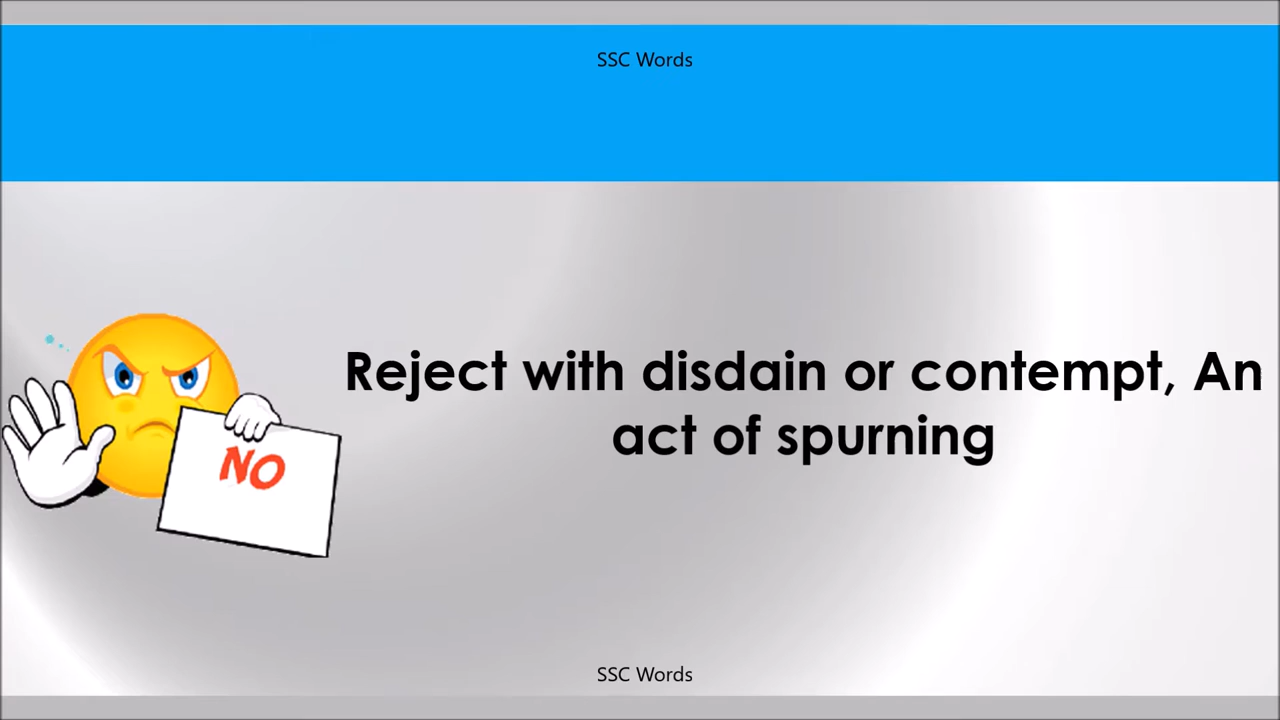 SSC Words
Reject with disdain or contempt, An
act of spurning
NO
SSC Words